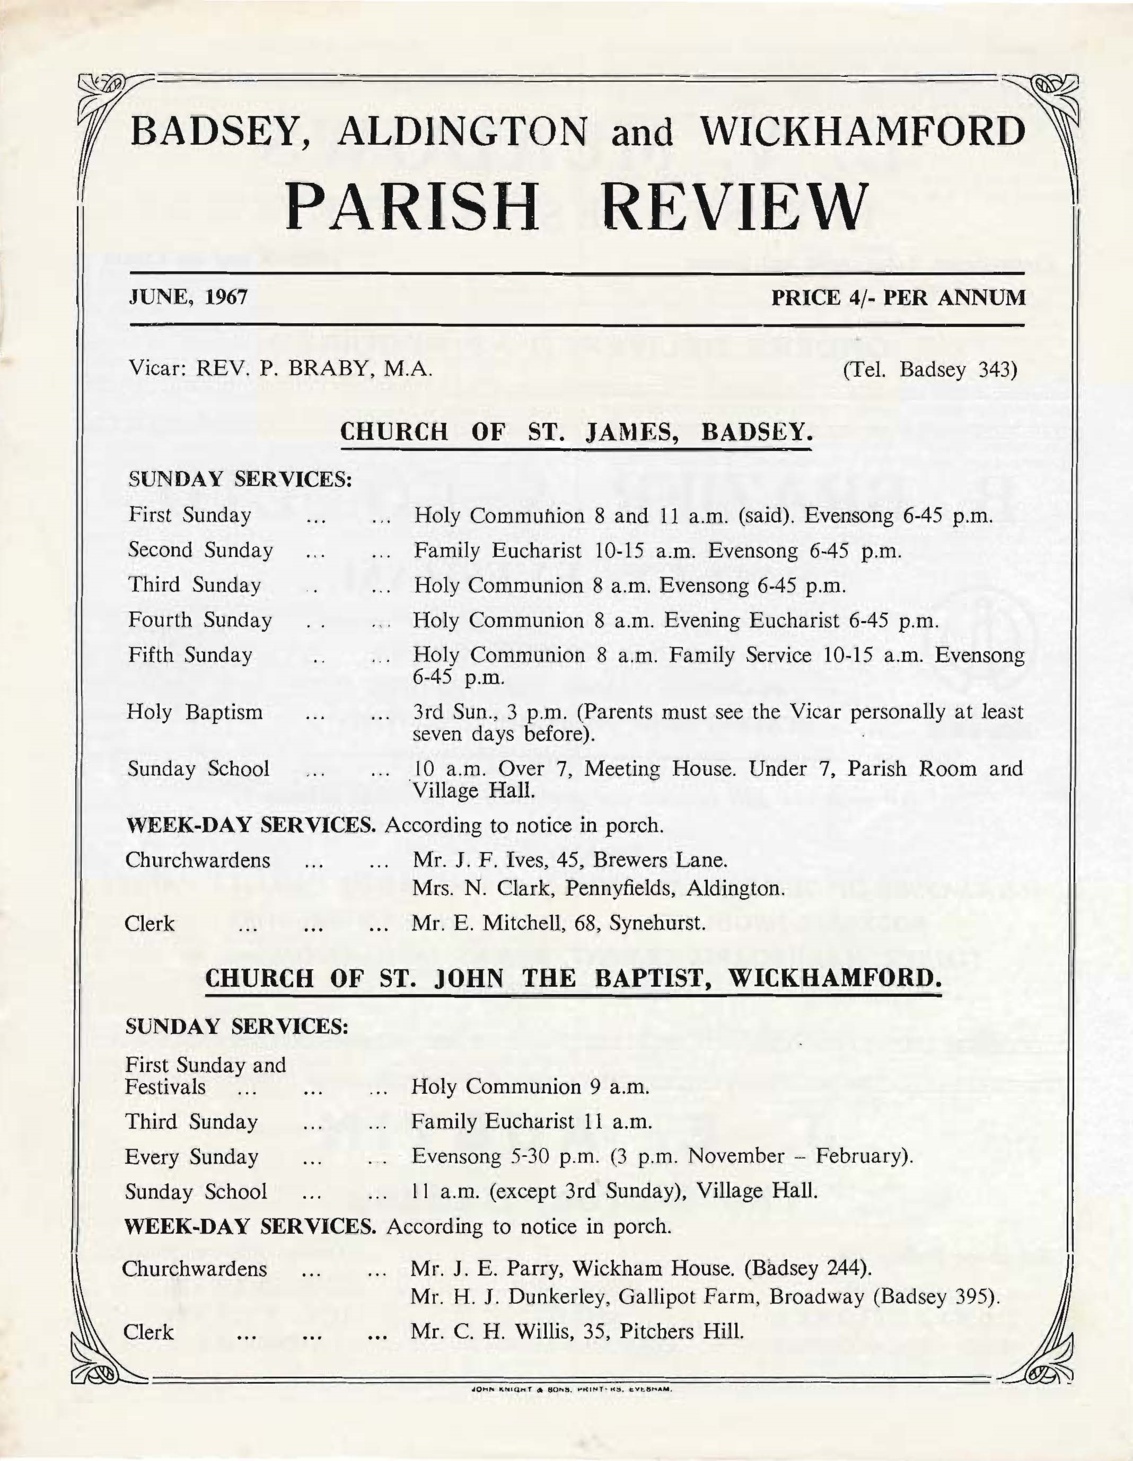 BADSEY, ALDINGTON and WICKHAMFORD
PARISH REVIEW
JUNE, 1967 PRICE 4/- PER ANNUM
Vicar: REV. P. BRABY, M.A. (Tel. Badsey 343)
CHURCH OF ST. JAMES, BADSEY.
SUNDAY SERVICES:
First Sunday ... ... Holy Communion 8 and 11 a.m. (said). Evensong 6-45 p.m.
Second Sunday ... ... Family Eucharist 10-15 a.m. Evensong 6-45 p.m.
Third Sunday .. ... Holy Communion 8 a.m. Evensong 6-45 p.m.
Fourth Sunday .. ... Holy Communion 8 a.m. Evening Eucharist 6-45 p.m.
Fifth Sunday .. ... Holy Communion 8 a.m. Family Service 10-15 a.m. Evensong
6-45 p.m.
Holy Baptism ... ... 3rd Sun., 3 p.m. (Parents must see the Vicar personally at least
seven days before).
Sunday School ... ... 10 a.m. Over 7, Meeting House. Under 7, Parish Room and
Village Hall.
WEEK-DAY SERVICES. According to notice in porch.
Churchwardens ... ... Mr. J. F. Ives, 45, Brewers Lane.
Mrs. N. Clark, Pennyfields, Aldington.
Clerk ... ... ... Mr. E. Mitchell, 68, Synehurst.
CHURCH OF ST. JOHN THE BAPTIST, WICKHAMFORD.
SUNDAY SERVICES:
First Sunday and
Festivals ... ... ... Holy Communion 9 a.m.
Third Sunday ... ... Family Eucharist 11 a.m.
Every Sunday ... ... Evensong 5-30 p.m. (3 p.m. November – February).
Sunday School ... ... 11 a.m. (except 3rd Sunday), Village Hall.
WEEK-DAY SERVICES. According to notice in porch.
Churchwardens ... ... Mr. J. E. Parry, Wickham House. (Badsey 244).
Mr. H. J. Dunkerley, Gallipot Farm, Broadway (Badsey 395).
Clerk ... ... ... Mr. C. H. Willis, 35, Pitchers Hill.
JOHN KNIGHT & SONS, EVESHAM.